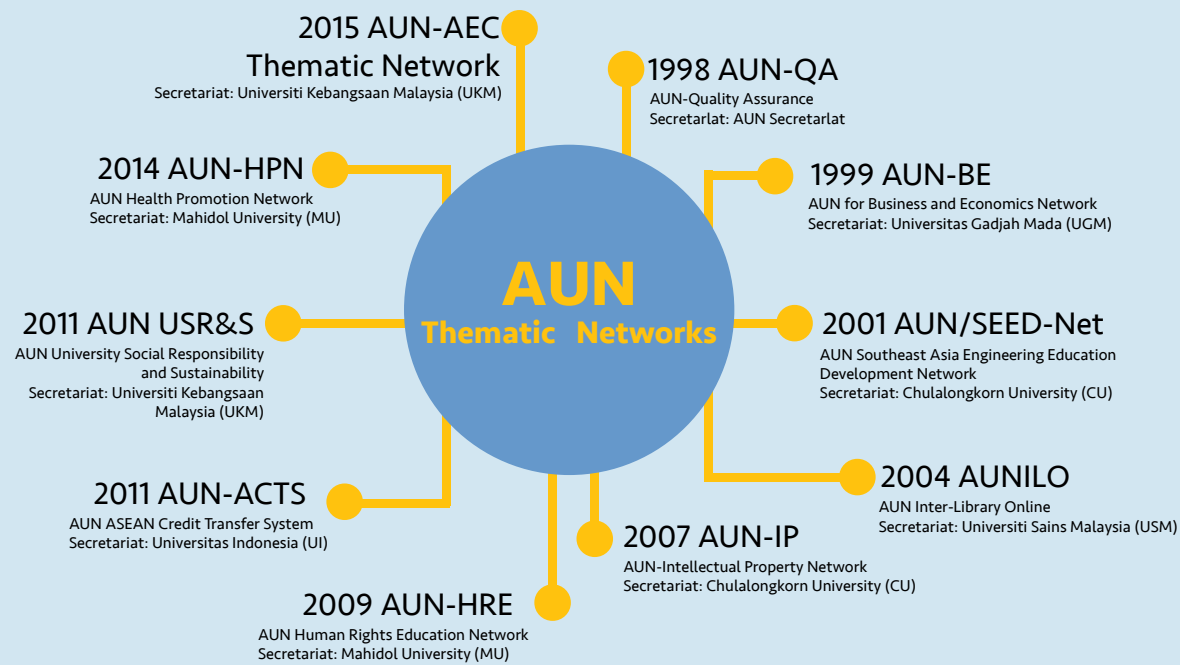 2015 AUN-AEC
Thematic Network
Secretariat: Universiti Kebangsaan Malaysia (UKM)
1998 AUN-QA
AUN-Quality Assurance
Secretarlat: AUN Secretarlat
2014 AUN-HPN
AUN Health Promotion Network
Secretariat: Mahidol University (MU)
1999 AUN-BE
AUN for Business and Economics Network
Secretariat: Universitas Gadjah Mada (UGM)
AUN
Thematic Networks
2011 AUN USR&S
AUN University Social Responsibility
and Sustainability
Secretariat: Universiti Kebangsaan
Malaysia (UKM)
2001 AUN/SEED-Net
AUN Southeast Asia Engineering Education
Development Network
Secretariat: Chulalongkorn University (CU)
2011 AUN-ACTS
AUN ASEAN Credit Transfer System
Secretariat: Universitas Indonesia (UI)
2004 AUNILO
AUN Inter-Library Online
Secretariat: Universiti Sains Malaysia (USM)
2007 AUN-IP
AUN-Intellectual Property Network
Secretariat: Chulalongkorn University (CU)
2009 AUN-HRE
AUN Human Rights Education Network
Secretariat: Mahidol University (MU)